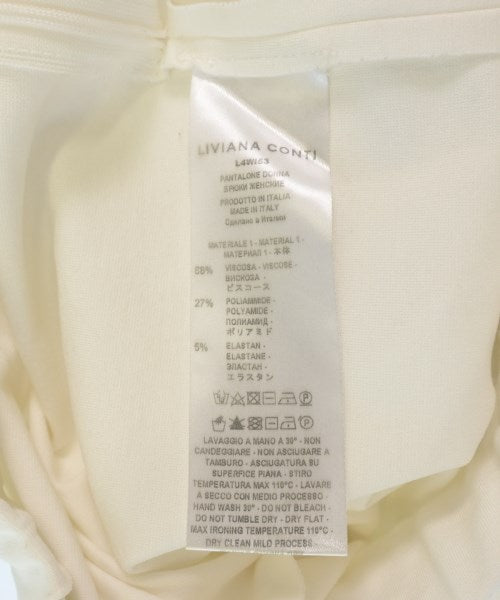 LIVIANA CONTI
L4WI53
PANTALONE DONNA
БРЮКИ ЖЕНСКИЕ
PRODOTTO IN ITALIA
MADE IN ITALY
Сделано в Италии
MATERIALE 1 - MATERIAL 1 -
МАТЕРИАЛ 1 - 本体
68% VISCOSA - VISCOSE -
ВИСКОЗА -
ビスコース
27% POLIAMMIDE -
POLYAMIDE -
ПОЛИАМИД -
ポリアミド
5% ELASTAN -
ELASTANE -
ЭЛАСТАН -
エラスタン
LAVAGGIO A MANO A 30° - NON
CANDEGGIARE - NON ASCIUGARE A
TAMBURO - ASCIUGATURA SU
SUPERFICE PIANA - STIRO
TEMPERATURA MAX 110°C - LAVARE
A SECCO CON MEDIO PROCESSO
HAND WASH 30° - DO NOT BLEACH -
DO NOT TUMBLE DRY - DRY FLAT -
MAX IRONING TEMPERATURE 110°C -
DRY CLEAN MILD PROCESS -